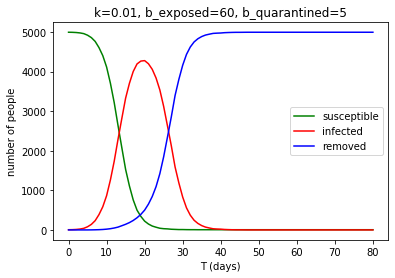 k=0.01, b_exposed=60, b_quarantined=5
number of people
5000
4000
3000
2000
1000
0
susceptible
infected
removed
0 10 20 30 40 50 60 70 80
T (days)